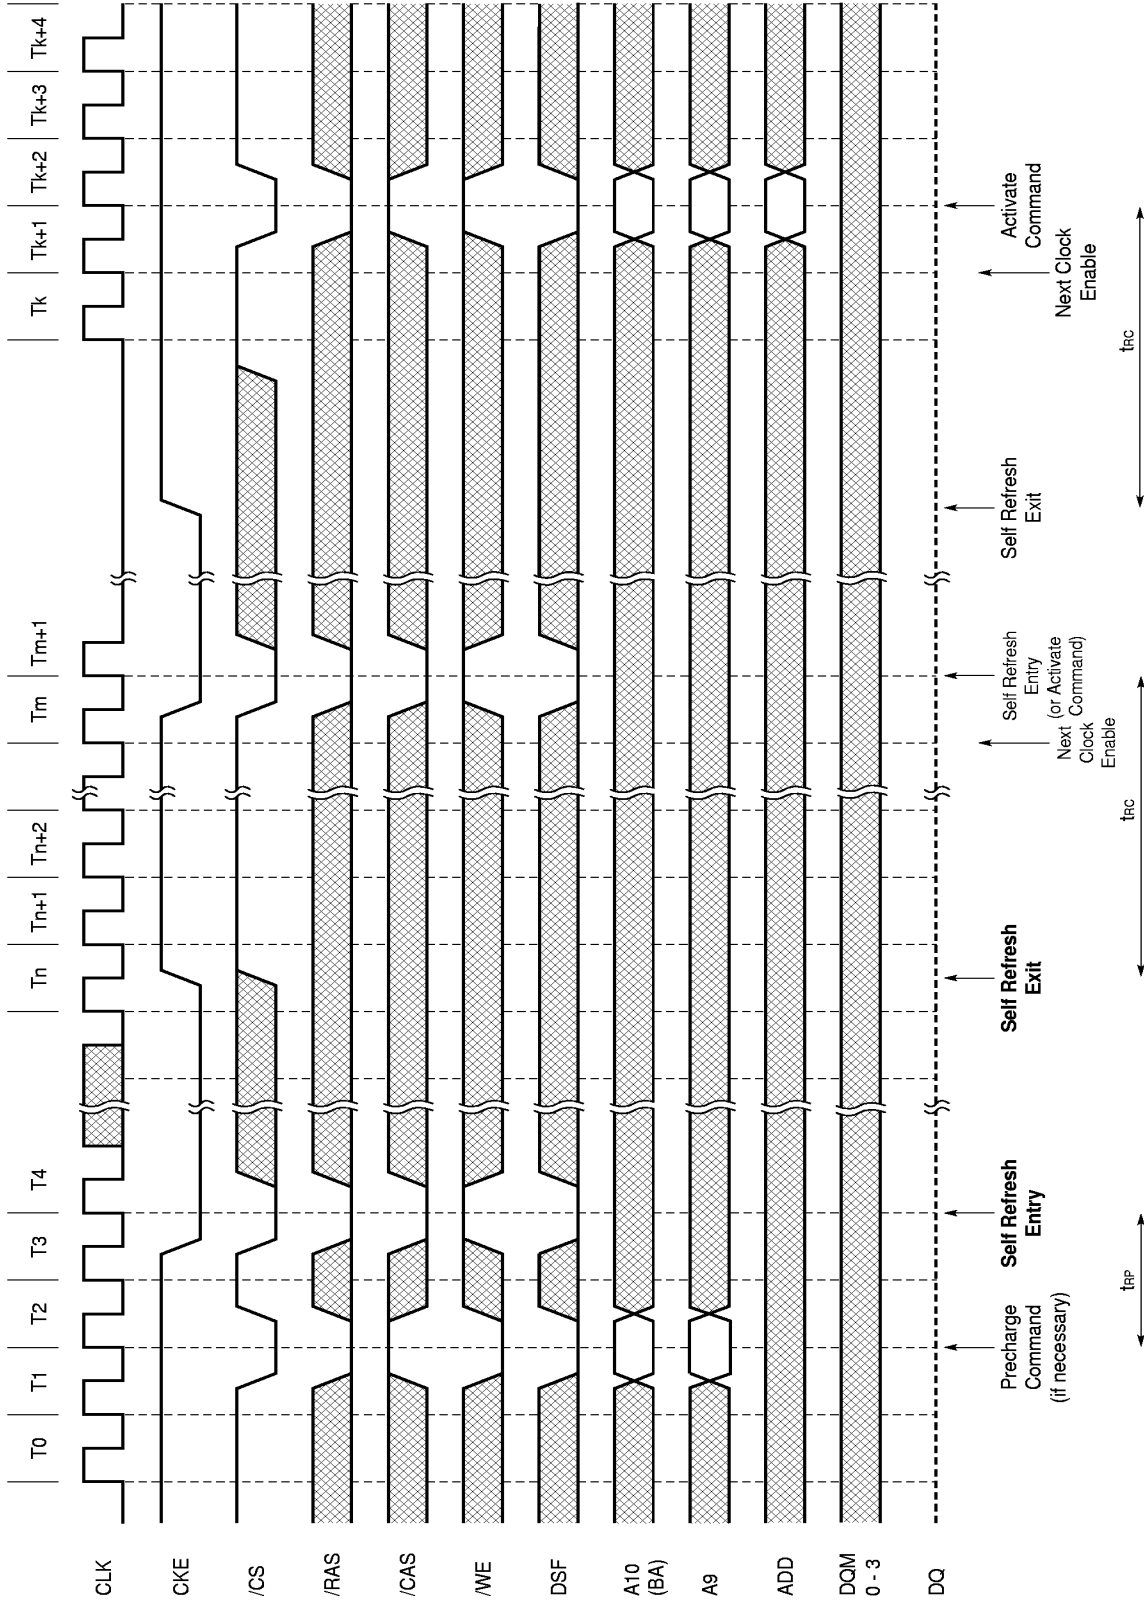 T0
T1
T2
T3
T4
Tn
Tn+1
Tn+2
Tm
Tm+1
Tk
Tk+1
Tk+2
Tk+3
Tk+4
CLK
CKE
/CS
/RAS
/CAS
/WE
DSF
A10
(BA)
A9
ADD
DQM
0 - 3
DQ
Precharge
Command
(if necessary)
Self Refresh
Entry
Self Refresh
Exit
Next
Clock
Enable
Self Refresh
Entry
(or Activate
Command)
Self Refresh
Exit
Next Clock
Enable
Activate
Command
tRP
tRC
tRC